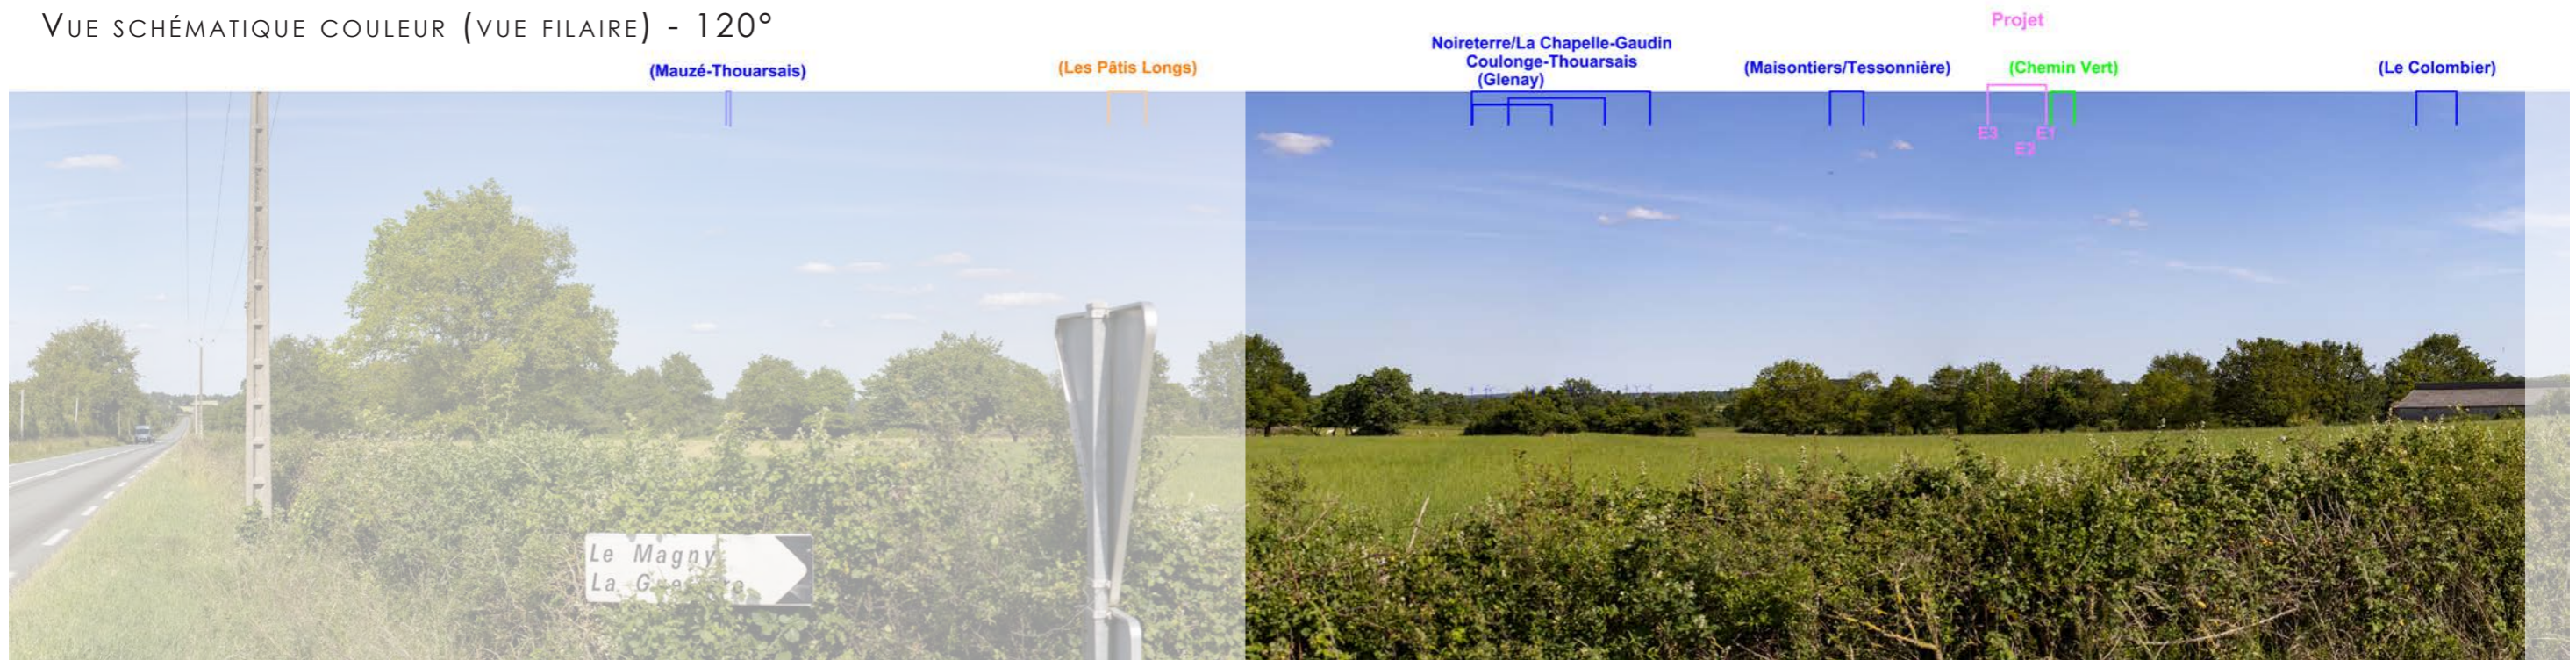 Vue schématique couleur (vue filaire) - 120°
Projet
Noireterre/La Chapelle-Gaudin
Coulonge-Thouarsais
(Glenay)
(Mauzé-Thouarsais)
(Les Pâtis Longs)
(Maisontiers/Tessonnière)
(Chemin Vert)
(Le Colombier)
E3
E1
E2
Le Magny
La